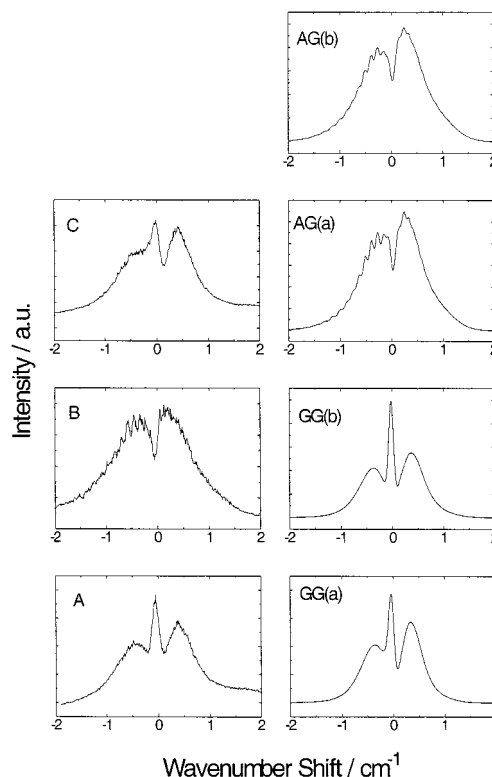 AG(b)
-2 -1 0 1 2
C
AG(a)
-2 -1 0 1 2
-2 -1 0 1 2
Intensity / a.u.
B
GG(b)
-2 -1 0 1 2
-2 -1 0 1 2
A
GG(a)
-2 -1 0 1 2
-2 -1 0 1 2
Wavenumber Shift / cm⁻¹